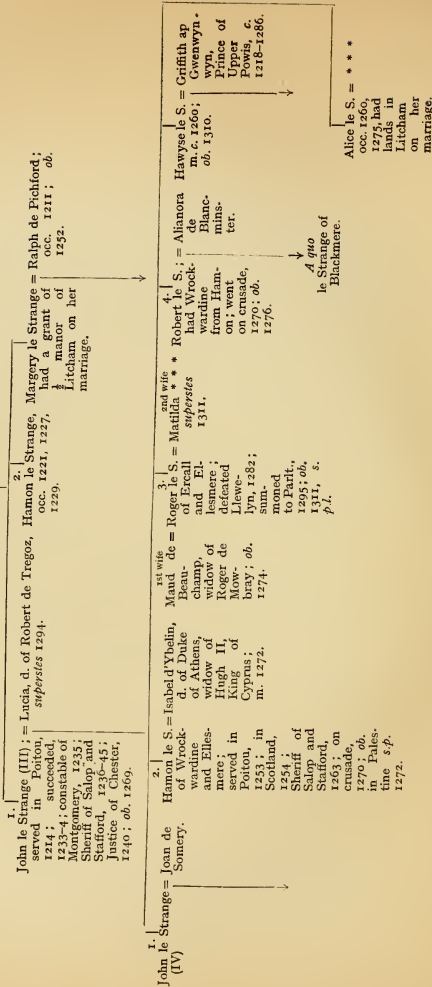 1.
John le Strange (III) ; = Lucia, d. of Robert de Tregoz,
served in Poitou, superstes 1294.
1214 ; succeeded,
1233-4 ; constable of
Montgomery, 1235 ;
Sheriff of Salop and
Stafford, 1236-45 ;
Justice of Chester,
1240 ; ob. 1269.
2.
Hamon le Strange,
occ. 1221, 1227,
1229.
Margery le Strange = Ralph de Pichford ;
had a grant of occ. 1211 ; ob.
½ manor of 1252.
Litcham on her
marriage.
1.
John le Strange = Joan de
(IV) Somery.
2.
Hamon le S. = Isabel d'Ybelin,
of Wrock- d. of Duke
wardine of Athens,
and Elles- widow of
mere ; Hugh II,
served in King of
Poitou, Cyprus ;
1253 ; in m. 1272.
Scotland,
1254 ;
Sheriff of
Salop and
Stafford,
1263 ; on
crusade,
1270 ; ob.
in Pales-
tine s.p.
1272.
1st wife
Maud de = Roger le S. = Matilda * * *
Beau-
champ,
widow of
Roger de
Mow-
bray ; ob.
1274.
3.
of Ercall
and El-
lesmere ;
defeated
Llewe-
lyn, 1282 ;
sum-
moned
to Parlt.,
1295 ; ob.
1311, s.
p l.
2nd wife
superstes
1311.
4.
Robert le S. ; = Alianora
had Wrock- de
wardine Blanc-
from Ham- mins-
on ; went ter.
on crusade,
1270 ; ob.
1276.
A quo
le Strange of
Blackmere.
Hawyse le S. = Griffith ap
m. c. 1260 ; Gwenwyn-
ob. 1310. wyn,
Prince of
Upper
Powis, c.
1218-1286.
Alice le S. = * * *
occ. 1260,
1275, had
lands in
Litcham
on her
marriage.